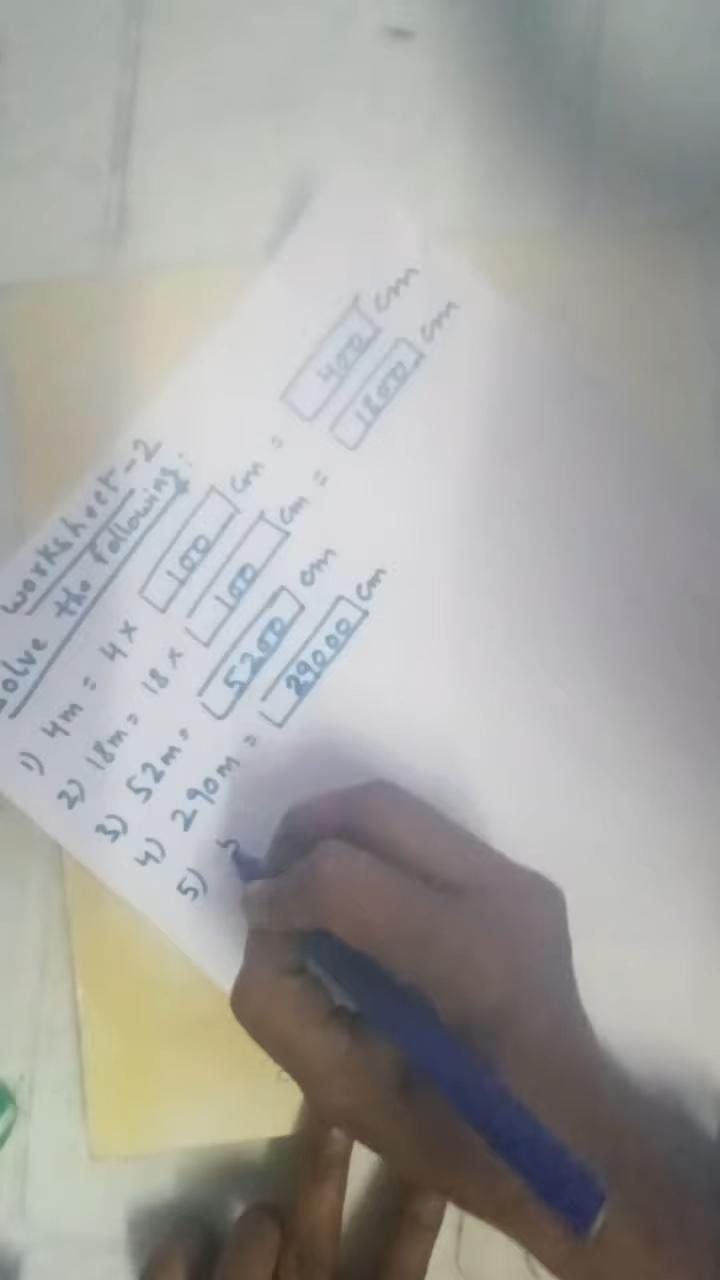 Worksheet-2
Solve the following:
1) 4m = 4 x 100 cm = 400 cm
2) 18m = 18 x 100 cm = 1800 cm
3) 52m = 5200 cm
4) 290m = 29000 cm
5)